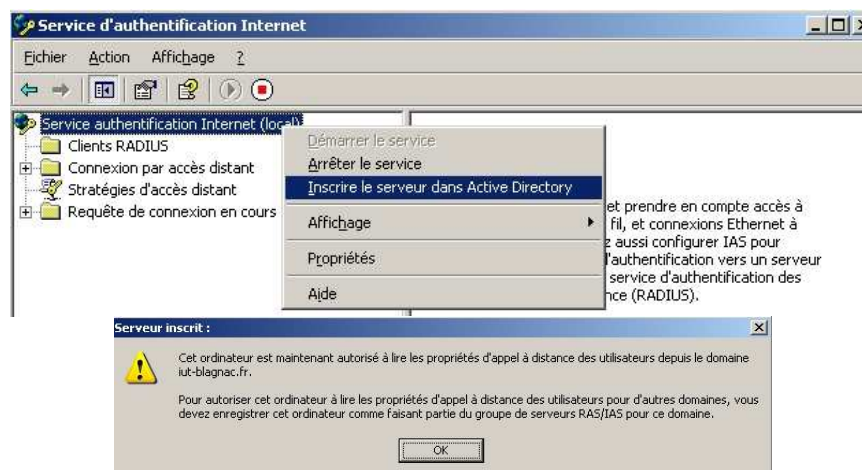 Service d'authentification Internet
Fichier Action Affichage ?
Service authentification Internet (local)
Clients RADIUS
Connexion par accès distant
Stratégies d'accès distant
Requête de connexion en cours
Démarrer le service
Arrêter le service
Inscrire le serveur dans Active Directory
Affichage
Propriétés
Aide
et prendre en compte accès à
fil, et connexions Ethernet à
z aussi configurer IAS pour
l'authentification vers un serveur
service d'authentification des
nce (RADIUS).
Serveur inscrit :
Cet ordinateur est maintenant autorisé à lire les propriétés d'appel à distance des utilisateurs depuis le domaine
iut-blagnac.fr.
Pour autoriser cet ordinateur à lire les propriétés d'appel à distance des utilisateurs pour d'autres domaines, vous
devez enregistrer cet ordinateur comme faisant partie du groupe de serveurs RAS/IAS pour ce domaine.
OK